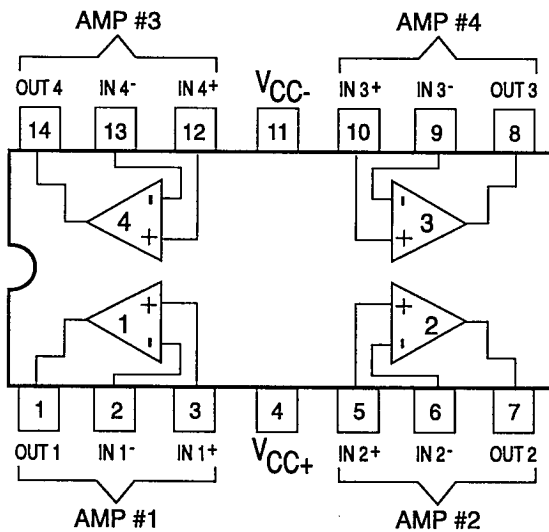 AMP #3 AMP #4
OUT 4 IN 4- IN 4+ VCC- IN 3+ IN 3- OUT 3
14 13 12 11 10 9 8
- -
4 3
+ +
+ +
1 2
- -
1 2 3 4 5 6 7
OUT 1 IN 1- IN 1+ VCC+ IN 2+ IN 2- OUT 2
AMP #1 AMP #2